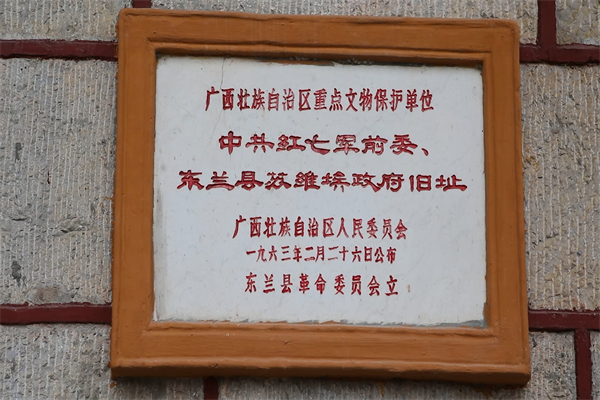 广西壮族自治区重点文物保护单位
中共红七军前委、
东兰县苏维埃政府旧址
广西壮族自治区人民委员会
一九六三年二月二十六日公布
东兰县革命委员会立